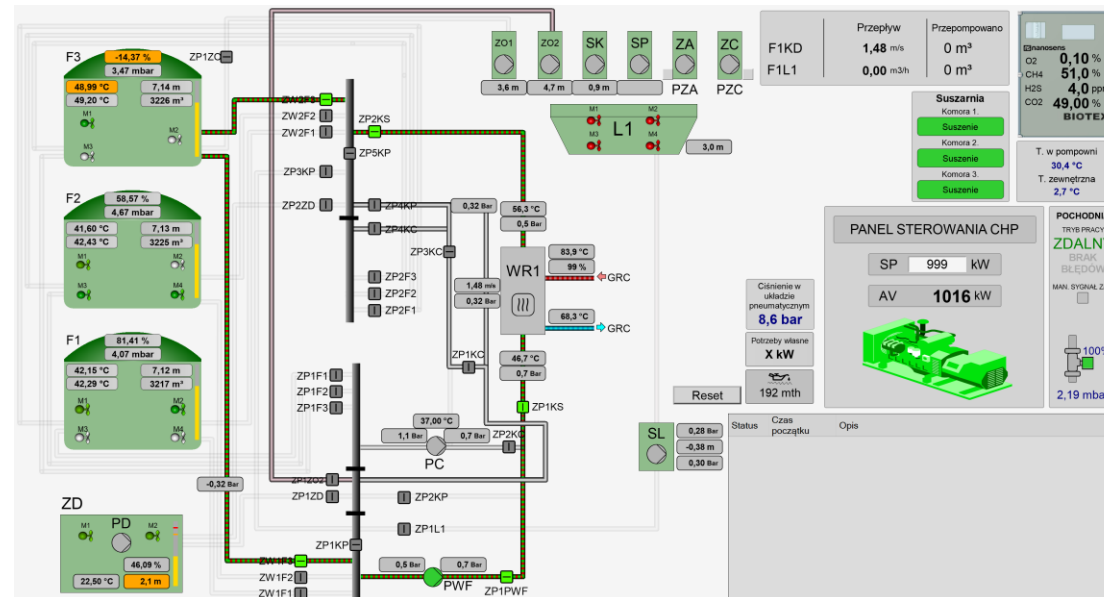 F3
-14,37 %
3,47 mbar
48,99 °C
7,14 m
49,20 °C
3226 m³
M1
M2
M3
ZP1ZC
F2
58,57 %
4,67 mbar
41,60 °C
7,13 m
42,43 °C
3225 m³
M1
M2
M3
M4
F1
81,41 %
4,07 mbar
42,15 °C
7,12 m
42,29 °C
3217 m³
M1
M2
M3
M4
-0,32 Bar
ZD
M1
PD
M2
46,09 %
22,50 °C
2,1 m
ZW2F3
ZW2F2
ZW2F1
ZP3KP
ZP2ZD
ZP2KS
ZP5KP
ZP4KP
ZP4KC
ZP3KC
ZP2F3
ZP2F2
ZP2F1
ZP1KC
0,32 Bar
1,48 m/s
0,32 Bar
56,3 °C
0,5 Bar
WR1
83,9 °C
99 %
GRC
68,3 °C
GRC
46,7 °C
0,7 Bar
ZP1KS
ZP1F1
ZP1F2
ZP1F3
37,00 °C
1,1 Bar
0,7 Bar
ZP2KC
PC
ZP1ZO2
ZP1ZD
ZP2KP
ZP1L1
ZP1KP
ZW1F3
ZW1F2
ZW1F1
0,5 Bar
0,7 Bar
PWF
ZP1PWF
ZO1
ZO2
SK
SP
ZA
ZC
3,6 m
4,7 m
0,9 m
PZA
PZC
M1
M2
M3
M4
L1
3,0 m
Przepływ
Przepompowano
F1KD
1,48 m/s
0 m³
F1L1
0,00 m3/h
0 m³
nanosens
O2
0,10 %
CH4
51,0 %
H2S
4,0 ppm
CO2
49,00 %
BIOTEX
Suszarnia
Komora 1.
Suszenie
Komora 2.
Suszenie
Komora 3.
Suszenie
T. w pompowni
30,4 °C
T. zewnętrzna
2,7 °C
PANEL STEROWANIA CHP
SP
999
kW
AV
1016 kW
POCHODNIA
TRYB PRACY
ZDALNY
BRAK
BŁĘDÓW
MAN. SYGNAŁ
100%
2,19 mbar
Ciśnienie w
układzie
pneumatycznym
8,6 bar
Potrzeby własne
X kW
192 mth
Reset
SL
0,28 Bar
-0,38 m
0,30 Bar
Status
Czas
początku
Opis